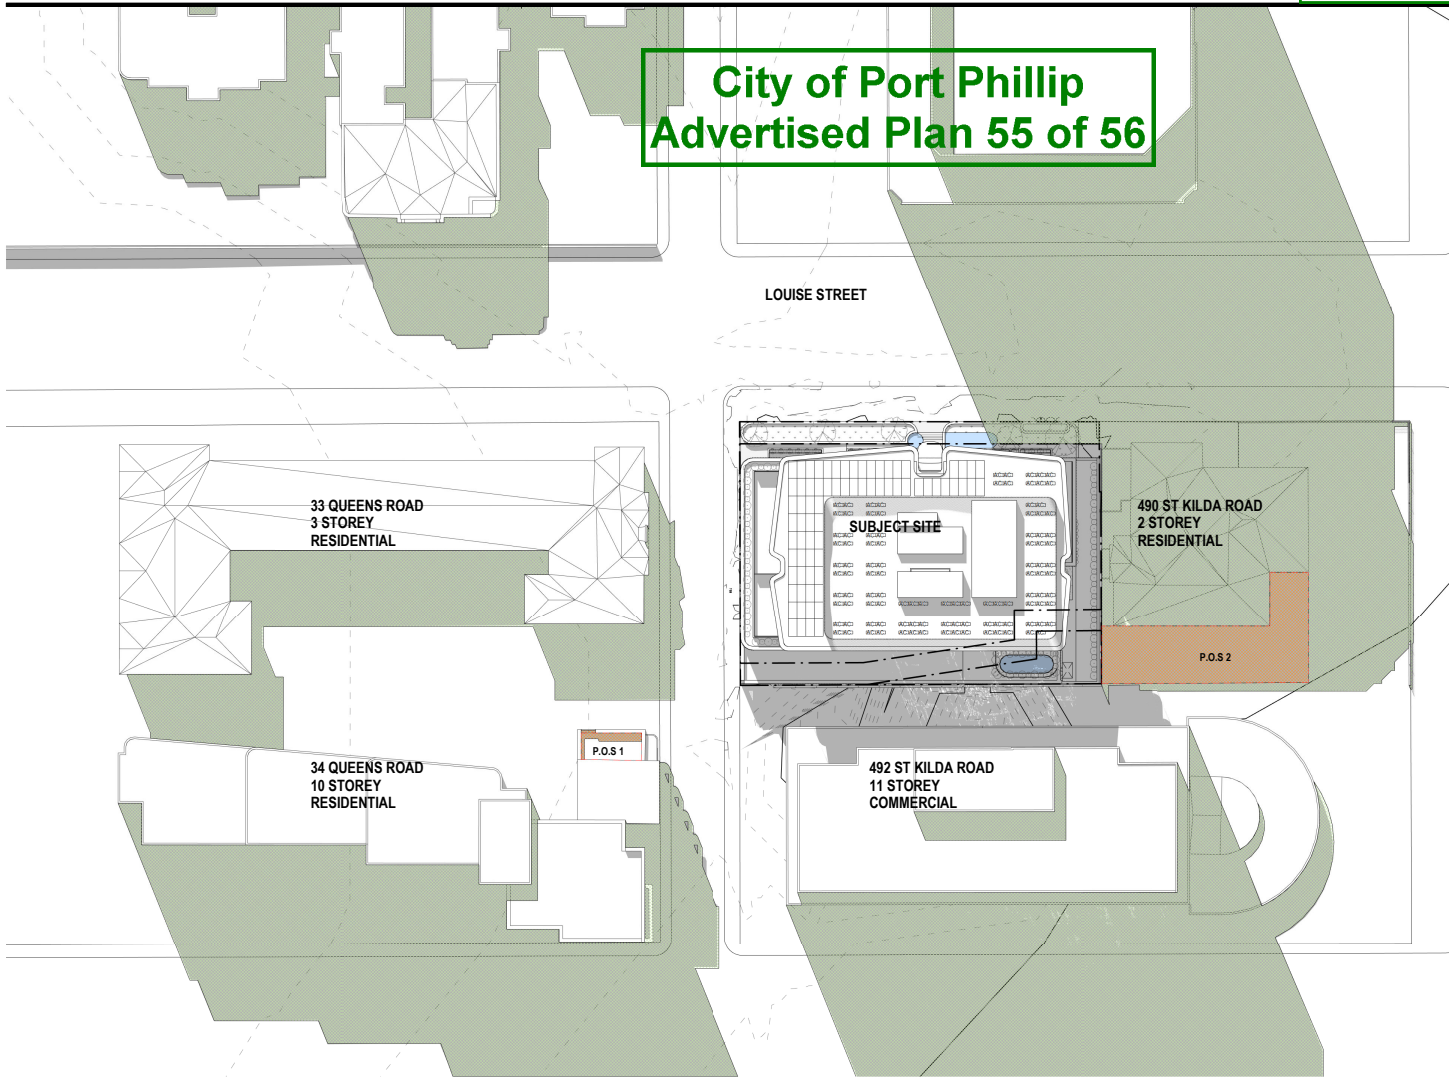 City of Port Phillip
Advertised Plan 55 of 56
LOUISE STREET
33 QUEENS ROAD
3 STOREY
RESIDENTIAL
SUBJECT SITE
490 ST KILDA ROAD
2 STOREY
RESIDENTIAL
P.O.S 2
P.O.S 1
34 QUEENS ROAD
10 STOREY
RESIDENTIAL
492 ST KILDA ROAD
11 STOREY
COMMERCIAL